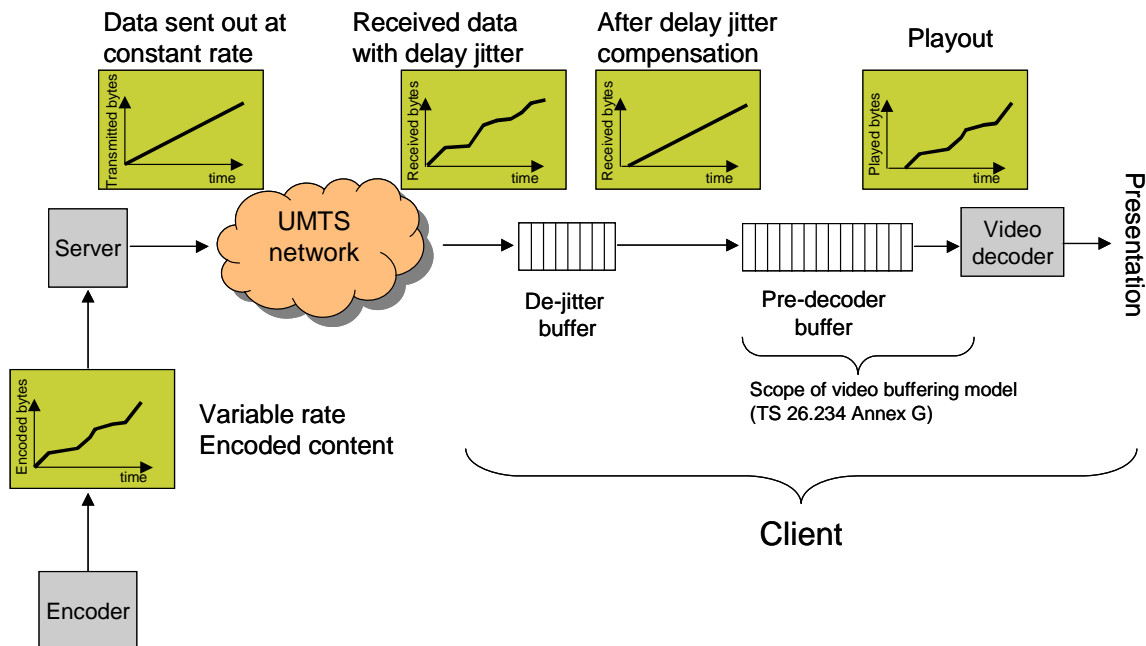 Data sent out at
constant rate
Transmitted bytes
time
Received data
with delay jitter
Received bytes
time
After delay jitter
compensation
Received bytes
time
Playout
Played bytes
time
Server
UMTS
network
De-jitter
buffer
Pre-decoder
buffer
Video
decoder
Presentation
Scope of video buffering model
(TS 26.234 Annex G)
Encoded bytes
time
Variable rate
Encoded content
Client
Encoder